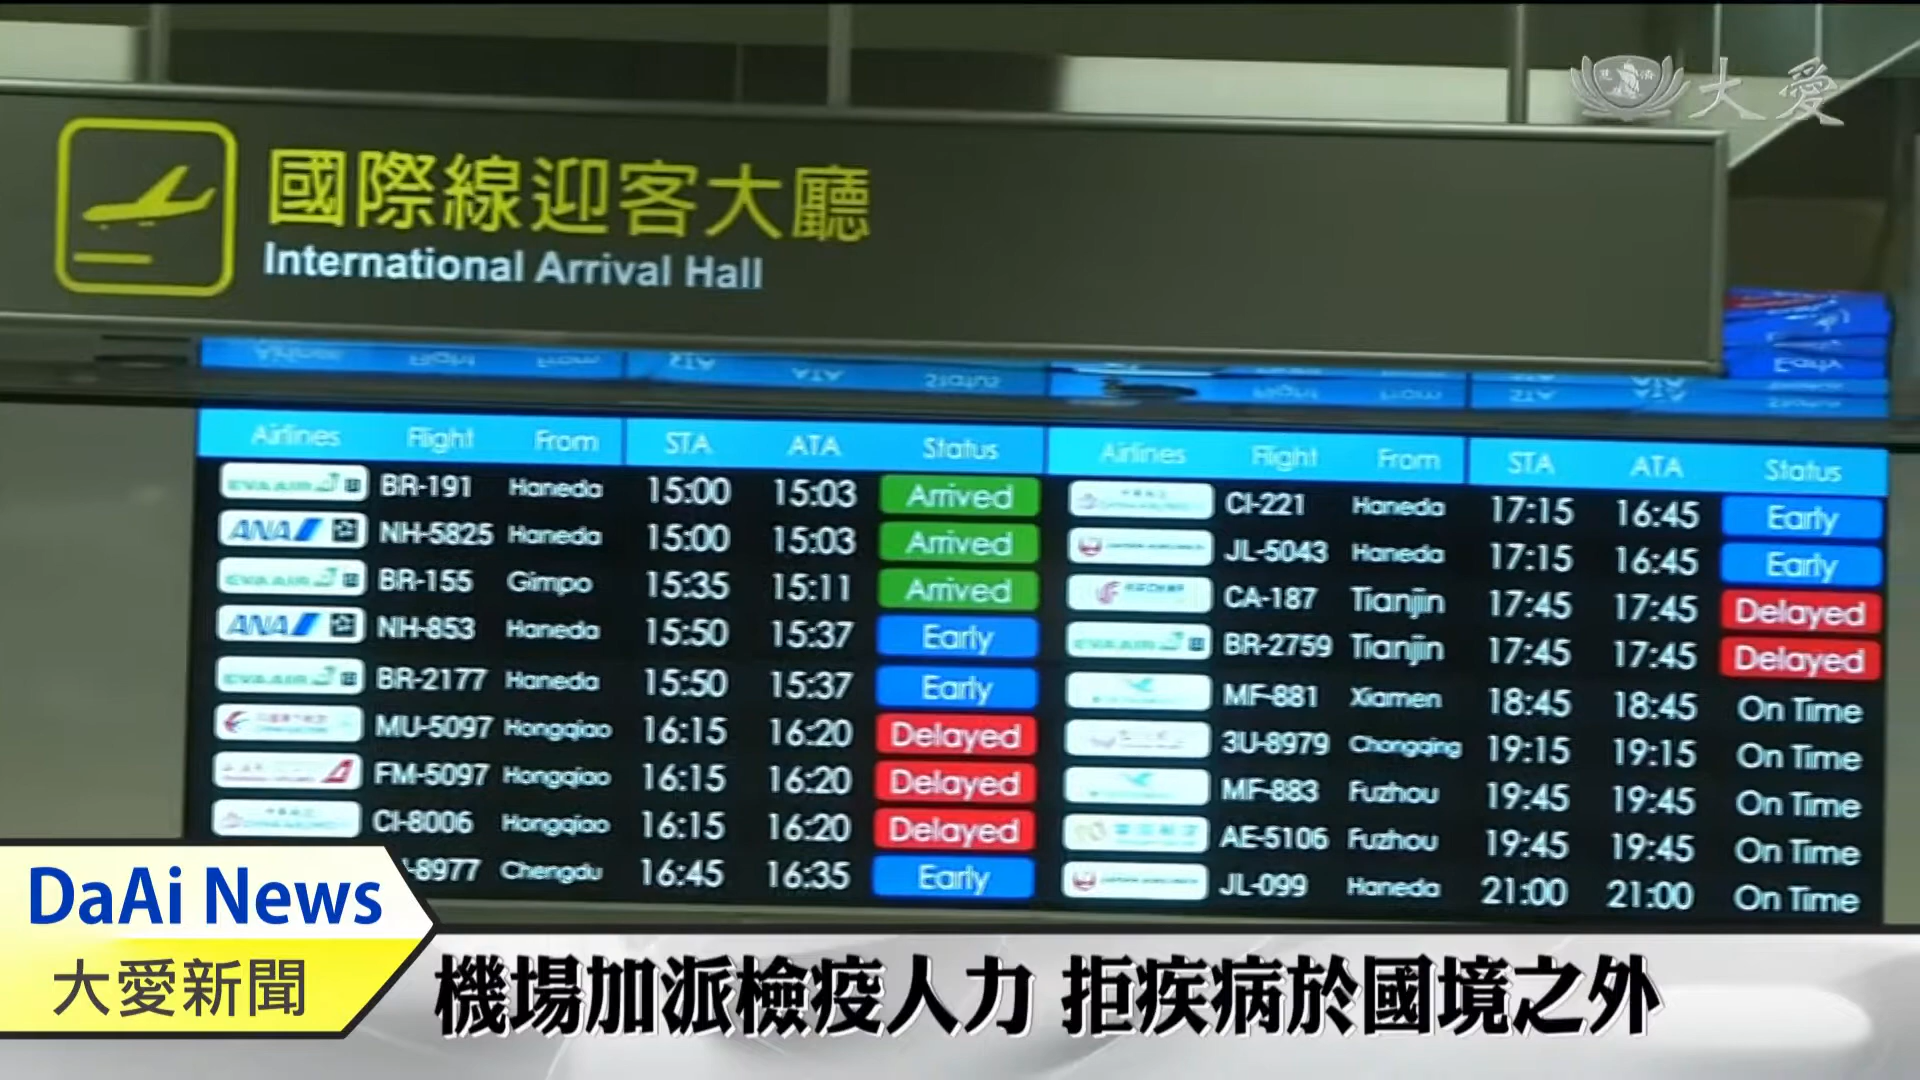 大愛
國際線迎客大廳
International Arrival Hall
Airlines Flight From STA ATA Status Airlines Flight From STA ATA Status
EVA AIR BR-191 Haneda 15:00 15:03 Arrived CI-221 Haneda 17:15 16:45 Early
ANA NH-5825 Haneda 15:00 15:03 Arrived JL-5043 Haneda 17:15 16:45 Early
EVA AIR BR-155 Gimpo 15:35 15:11 Arrived CA-187 Tianjin 17:45 17:45 Delayed
ANA NH-853 Haneda 15:50 15:37 Early EVA AIR BR-2759 Tianjin 17:45 17:45 Delayed
EVA AIR BR-2177 Haneda 15:50 15:37 Early MF-881 Xiamen 18:45 18:45 On Time
MU-5097 Hongqiao 16:15 16:20 Delayed 3U-8979 Chongqing 19:15 19:15 On Time
FM-5097 Hongqiao 16:15 16:20 Delayed MF-883 Fuzhou 19:45 19:45 On Time
CI-8006 Hongqiao 16:15 16:20 Delayed AE-5106 Fuzhou 19:45 19:45 On Time
-8977 Chengdu 16:45 16:35 Early JL-099 Haneda 21:00 21:00 On Time
DaAi News
大愛新聞
機場加派檢疫人力 拒疾病於國境之外